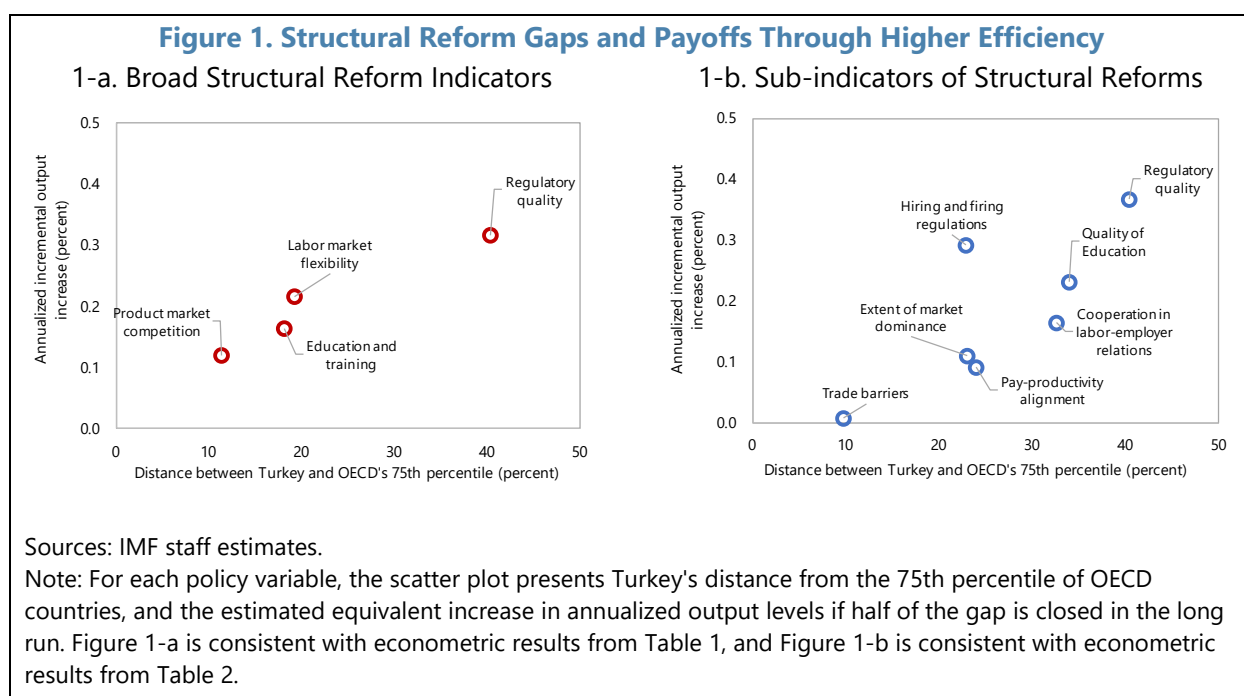 Figure 1. Structural Reform Gaps and Payoffs Through Higher Efficiency
1-a. Broad Structural Reform Indicators
Annualized incremental output
increase (percent)
0.5
0.4
0.3
0.2
0.1
0.0
Regulatory
quality
Labor market
flexibility
Product market
competition
Education and
training
0
10
20
30
40
50
Distance between Turkey and OECD's 75th percentile (percent)
1-b. Sub-indicators of Structural Reforms
Annualized incremental output
increase (percent)
0.5
0.4
0.3
0.2
0.1
0.0
Regulatory
quality
Hiring and firing
regulations
Quality of
Education
Extent of market
dominance
Cooperation in
labor-employer
relations
Trade barriers
Pay-productivity
alignment
0
10
20
30
40
50
Distance between Turkey and OECD's 75th percentile (percent)
Sources: IMF staff estimates.
Note: For each policy variable, the scatter plot presents Turkey's distance from the 75th percentile of OECD
countries, and the estimated equivalent increase in annualized output levels if half of the gap is closed in the long
run. Figure 1-a is consistent with econometric results from Table 1, and Figure 1-b is consistent with econometric
results from Table 2.